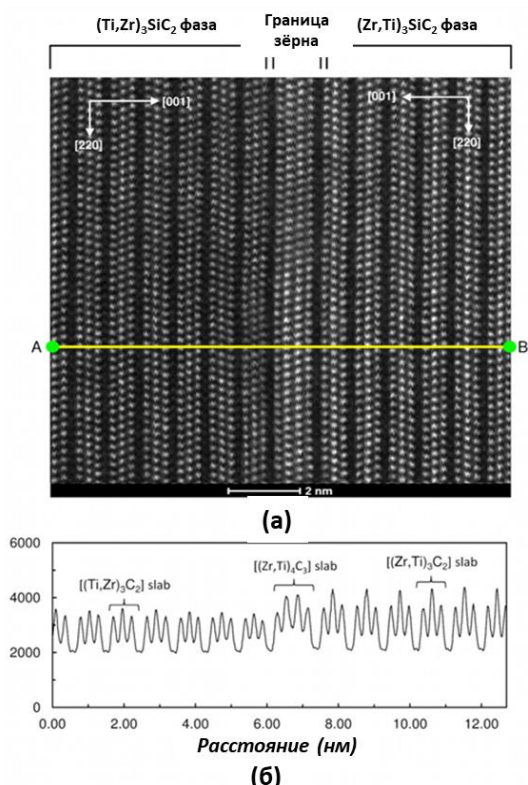 (Ti,Zr)₃SiC₂ фаза
Граница
зёрна
(Zr,Ti)₃SiC₂ фаза
[001]
[220]
[001]
[220]
A
B
2 nm
(а)
6000
4000
2000
0
[(Ti,Zr)₃C₂] slab
[(Zr,Ti)₄C₃] slab
[(Zr,Ti)₃C₂] slab
0.00 2.00 4.00 6.00 8.00 10.00 12.00
Расстояние (нм)
(б)